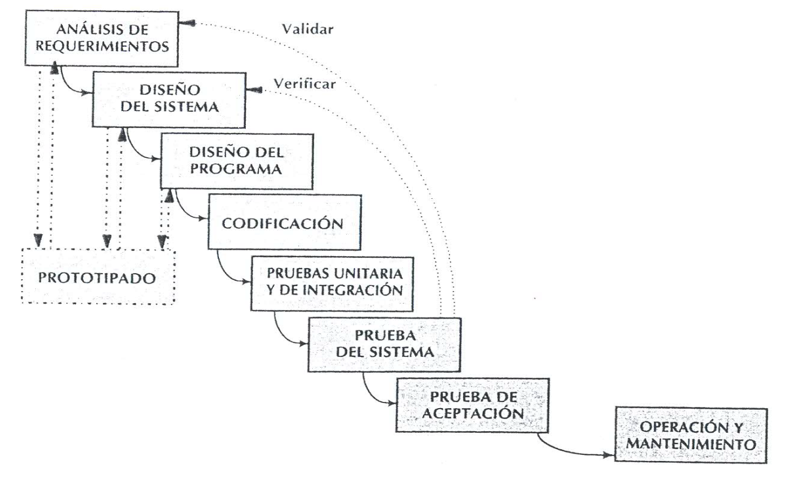 ANÁLISIS DE
REQUERIMIENTOS
Validar
DISEÑO
DEL SISTEMA
Verificar
DISEÑO DEL
PROGRAMA
CODIFICACIÓN
PROTOTIPADO
PRUEBAS UNITARIA
Y DE INTEGRACIÓN
PRUEBA
DEL SISTEMA
PRUEBA DE
ACEPTACIÓN
OPERACIÓN Y
MANTENIMIENTO